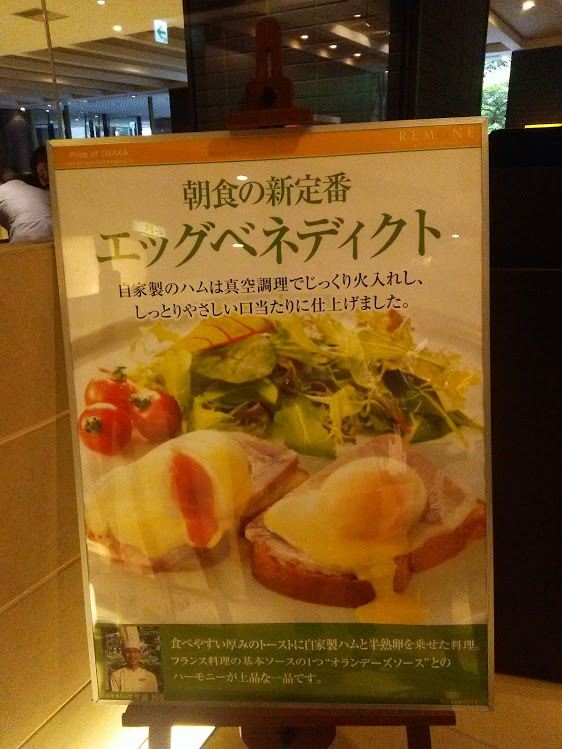 Pride of OSAKA
REMONE
朝食の新定番
エッグベネディクト
自家製のハムは真空調理でじっくり火入れし、
しっとりやさしい口当たりに仕上げました。
食べやすい厚みのトーストに自家製ハムと半熟卵を乗せた料理。
フランス料理の基本ソースの1つ“オランデーズソース”との
ハーモニーが上品な一品です。